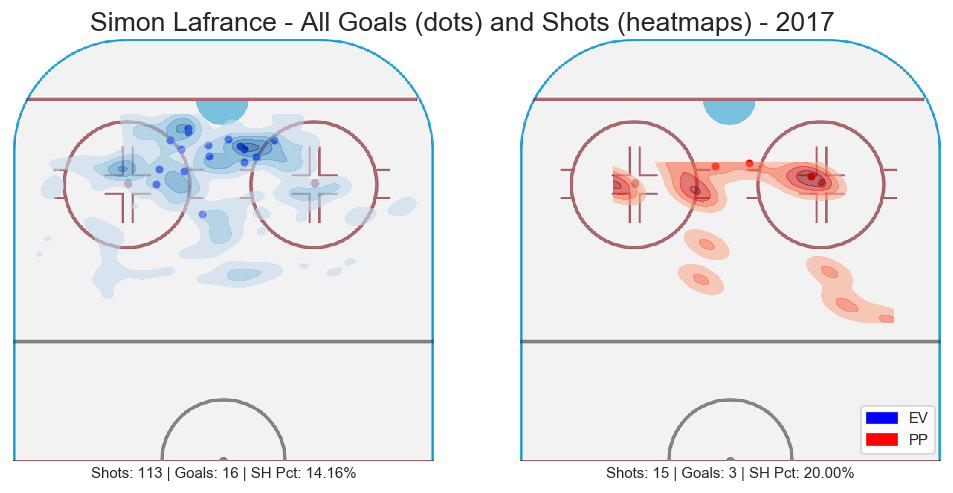 Simon Lafrance - All Goals (dots) and Shots (heatmaps) - 2017
EV
PP
Shots: 113 | Goals: 16 | SH Pct: 14.16%
Shots: 15 | Goals: 3 | SH Pct: 20.00%